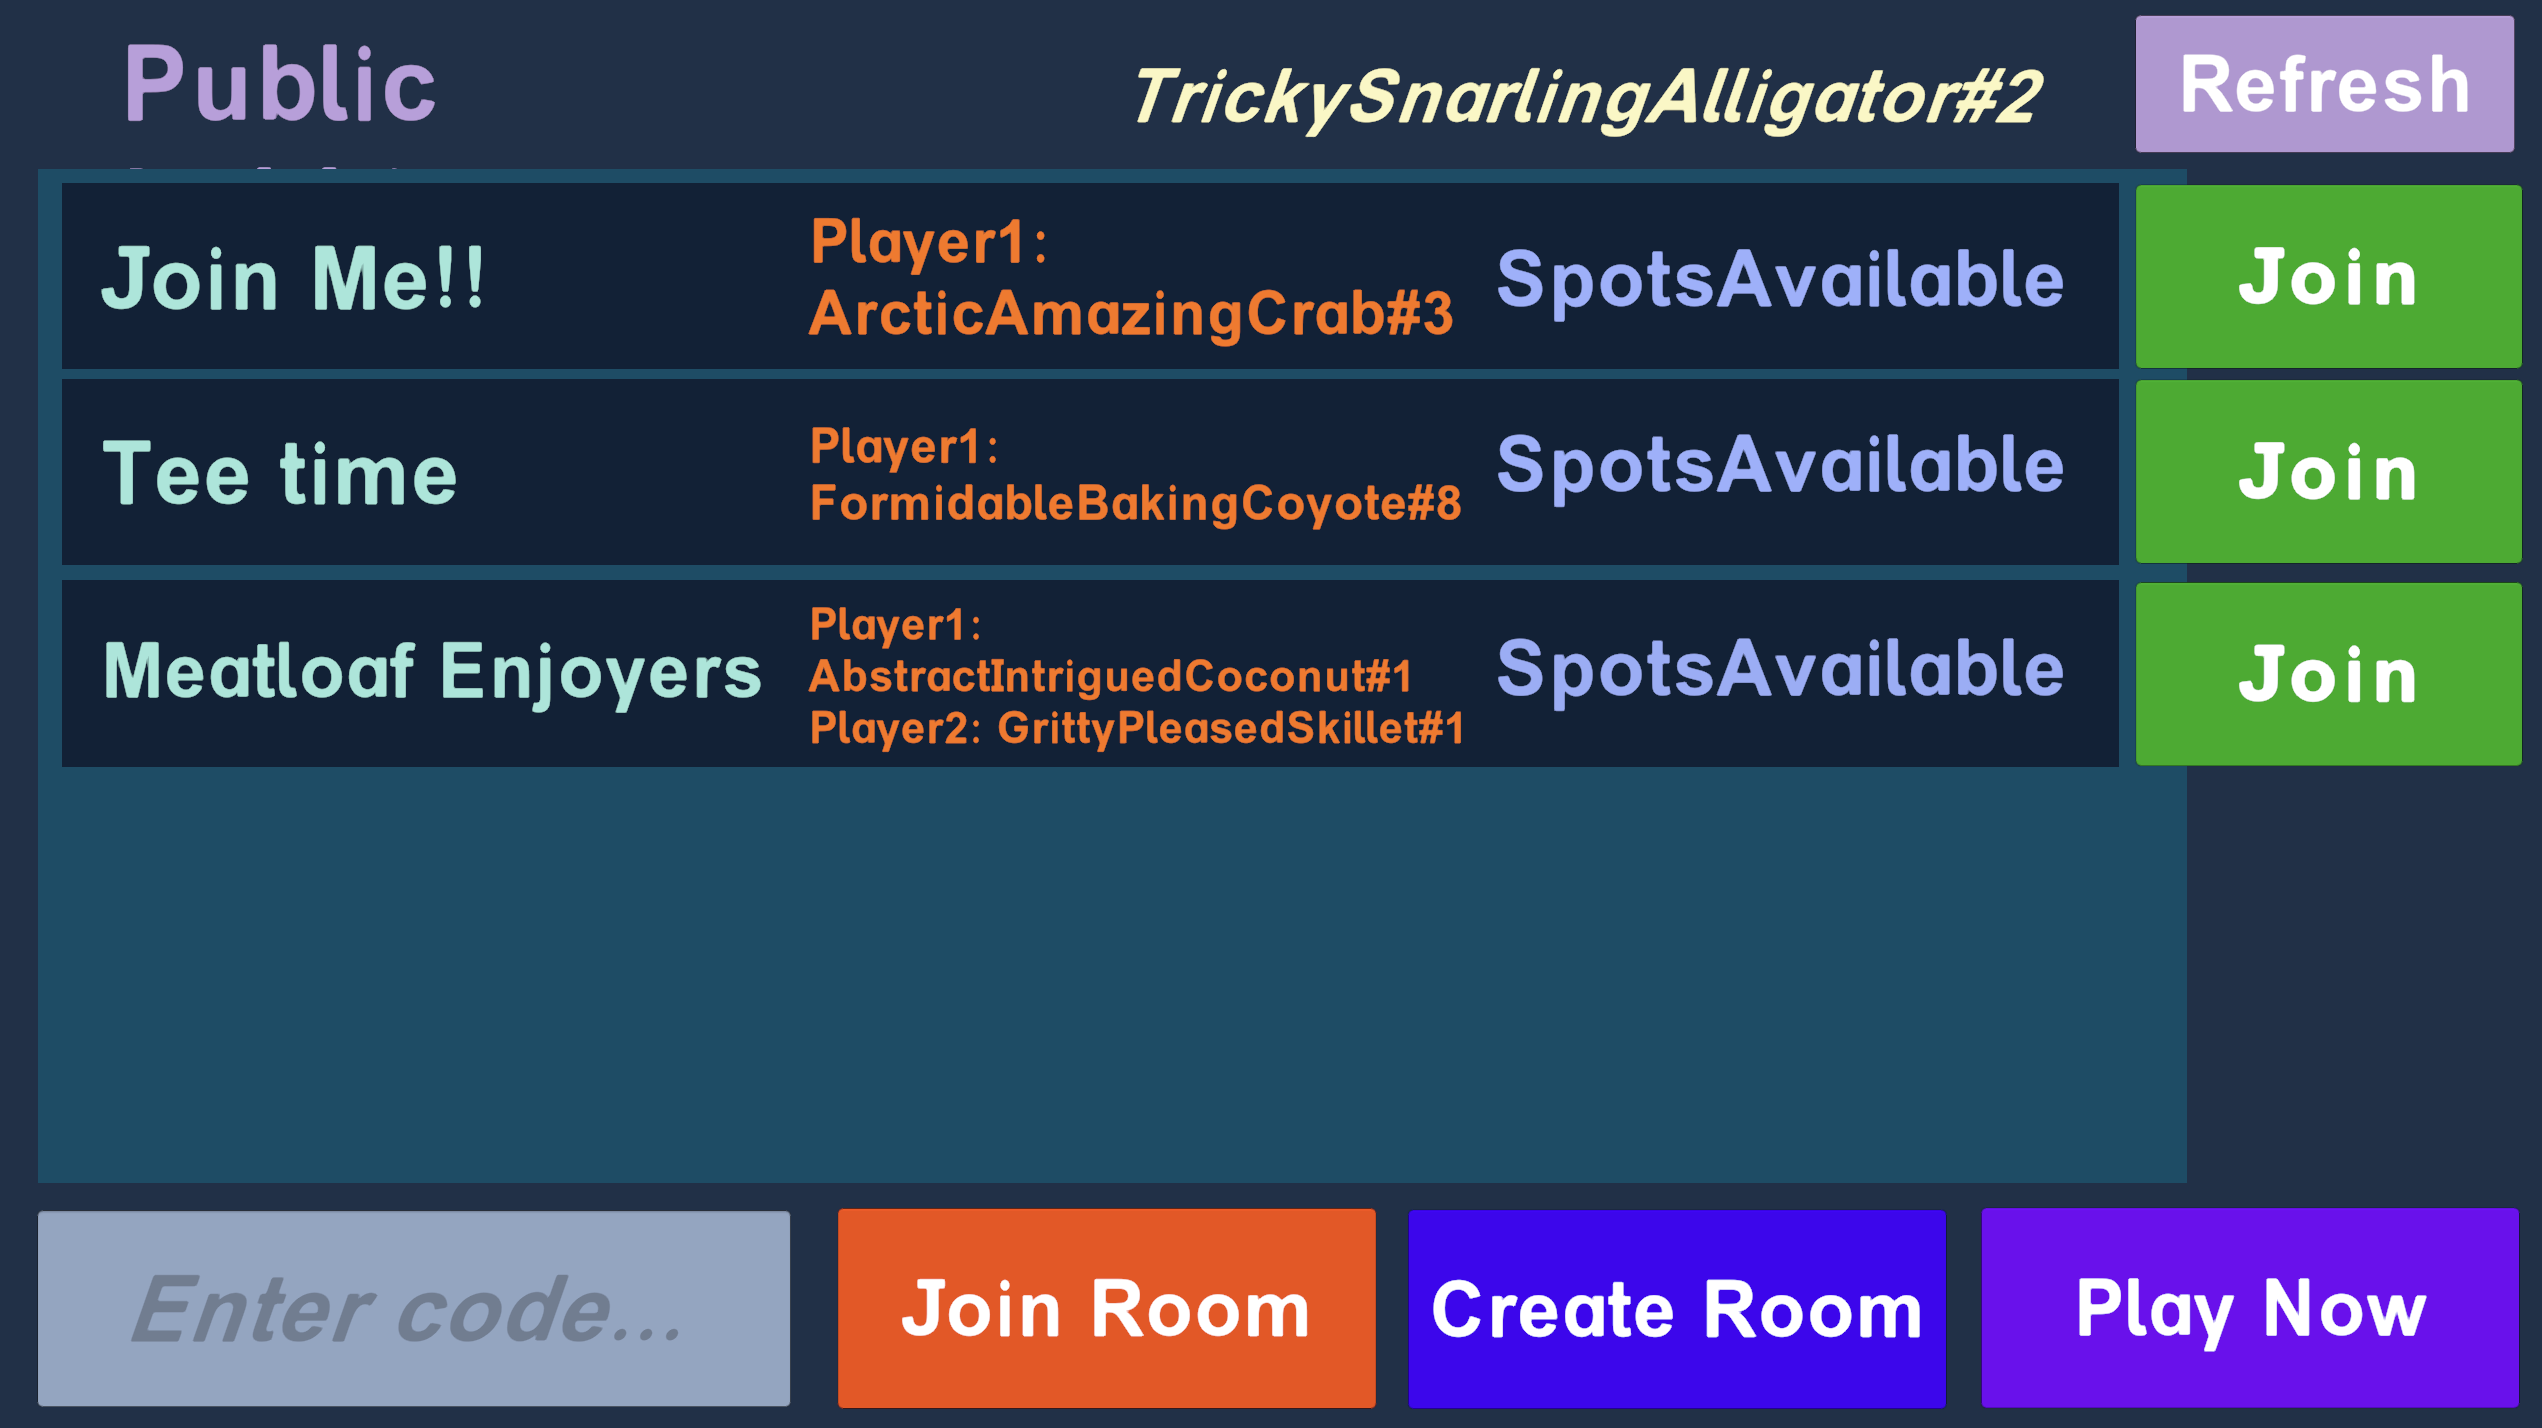 Public
TrickySnarlingAlligator#2
Refresh
Join Me!!
Player1:
ArcticAmazingCrab#3
SpotsAvailable
Join
Tee time
Player1:
FormidableBakingCoyote#8
SpotsAvailable
Join
Meatloaf Enjoyers
Player1:
AbstractIntriguedCoconut#1
Player2: GrittyPleasedSkillet#1
SpotsAvailable
Join
Enter code...
Join Room
Create Room
Play Now